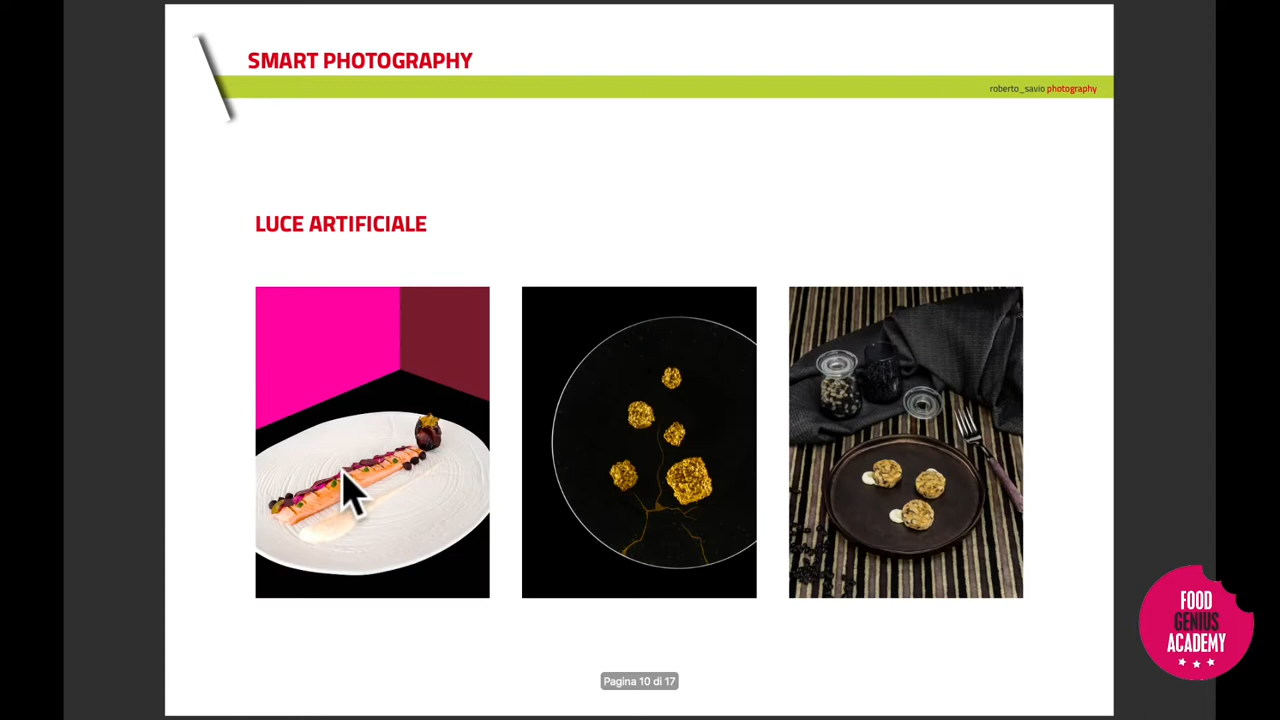 SMART PHOTOGRAPHY
roberto_savio photography
LUCE ARTIFICIALE
FOOD
GENIUS
ACADEMY
Pagina 10 di 17